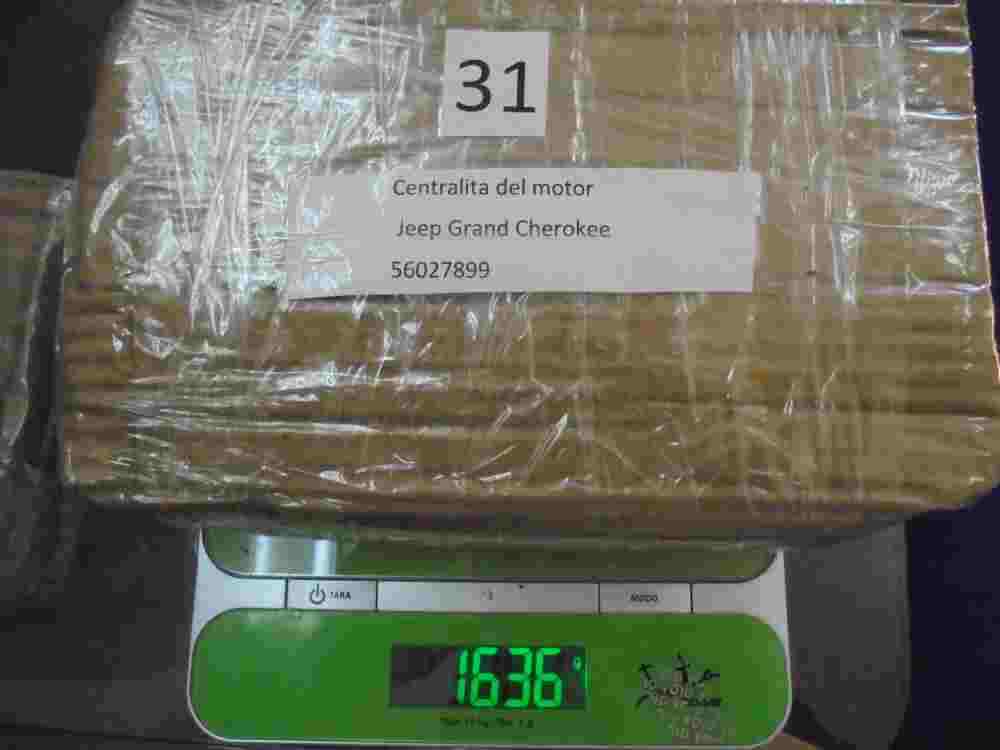 31
Centralita del motor
Jeep Grand Cherokee
56027899
TARA
MODO
1636 g